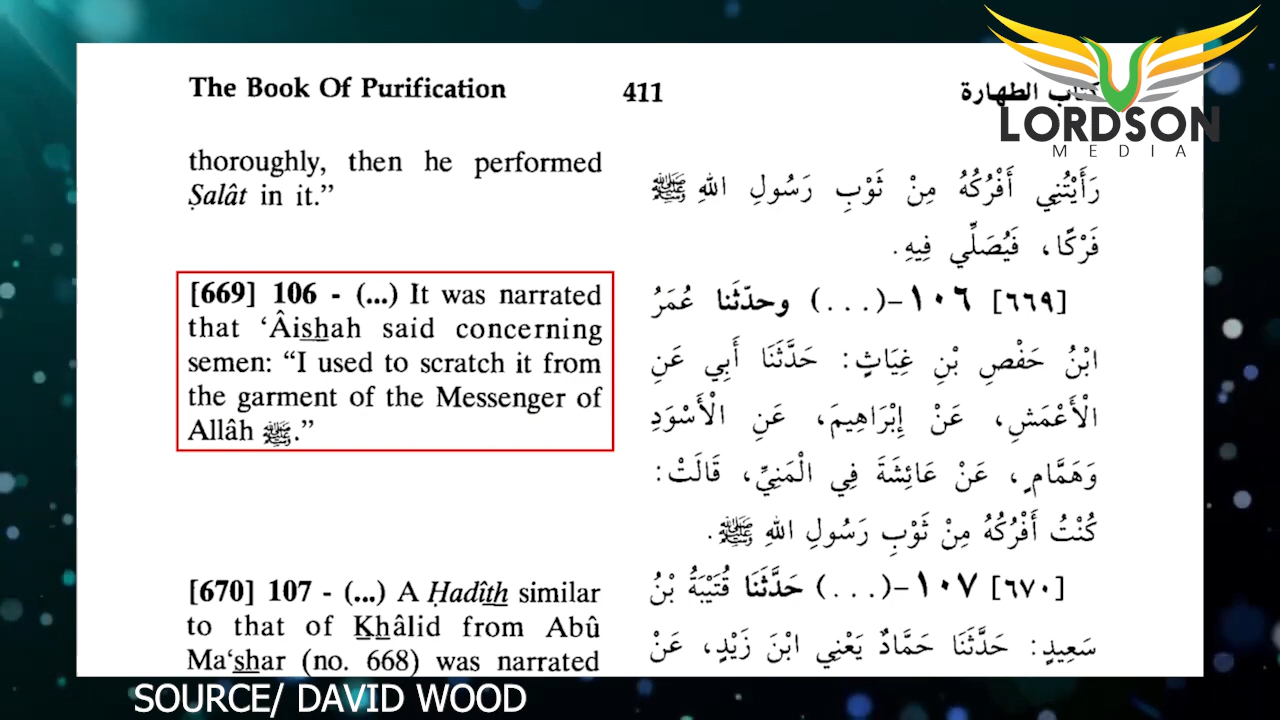 The Book Of Purification
411
كتاب الطهارة
LORDSON
MEDIA
thoroughly, then he performed
Ṣalât in it.”
[669] 106 - (...) It was narrated
that ‘Âishah said concerning
semen: “I used to scratch it from
the garment of the Messenger of
Allâh ﷺ.”
[670] 107 - (...) A Ḥadîth similar
to that of Khâlid from Abû
Ma‘shar (no. 668) was narrated
رَأَيْتُنِي أَفْرُكُهُ مِنْ ثَوْبِ رَسُولِ اللهِ ﷺ
فَرْكًا، فَيُصَلِّي فِيهِ.
[٦٦٩] ١٠٦-(...) وحدّثَنا عُمَرُ
ابْنُ حَفْصِ بْنِ غِيَاثٍ: حَدَّثَنَا أَبِي عَنِ
الْأَعْمَشِ، عَنْ إِبْرَاهِيمَ، عَنِ الْأَسْوَدِ
وَهَمَّامٍ، عَنْ عَائِشَةَ فِي الْمَنِيِّ، قَالَتْ:
كُنْتُ أَفْرُكُهُ مِنْ ثَوْبِ رَسُولِ اللهِ ﷺ.
[٦٧٠] ١٠٧-(...) حَدَّثَنَا قُتَيْبَةُ بْنُ
سَعِيدٍ: حَدَّثَنَا حَمَّادٌ يَعْنِي ابْنَ زَيْدٍ، عَنْ
SOURCE/ DAVID WOOD